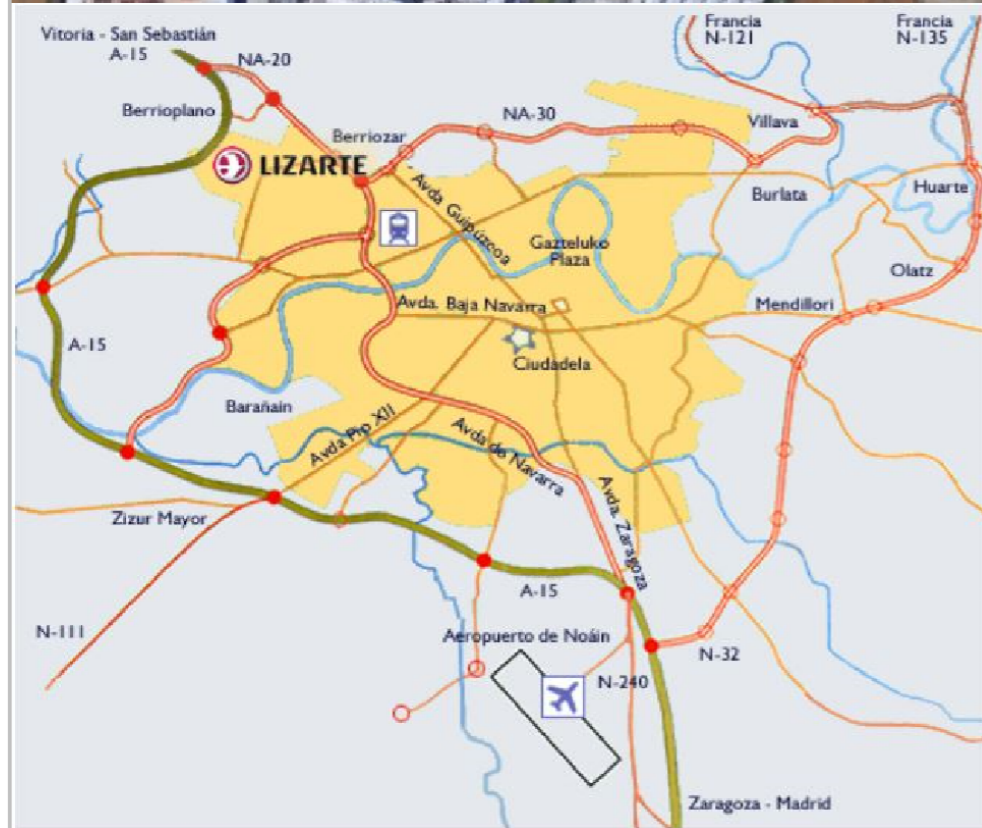 Vitoria - San Sebastián
A-15
NA-20
Francia
N-121
Francia
N-135
Berrioplano
Berriozar
NA-30
Villava
LIZARTE
Avda Guipúzcoa
Burlata
Huarte
Gazteluko
Plaza
Olatz
Avda. Baja Navarra
Mendillori
A-15
Ciudadela
Barañain
Avda Pio XII
Avda de Navarra
Avda. Zaragoza
Zizur Mayor
A-15
N-111
Aeropuerto de Noáin
N-32
N-240
Zaragoza - Madrid